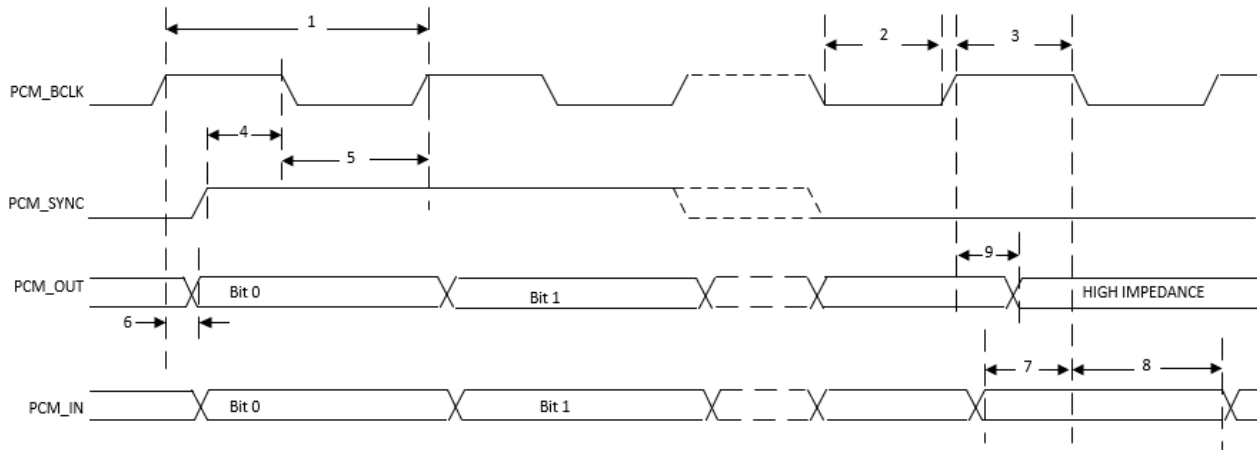 1
2
3
PCM_BCLK
4
5
PCM_SYNC
9
PCM_OUT
Bit 0
Bit 1
HIGH IMPEDANCE
6
7
8
PCM_IN
Bit 0
Bit 1